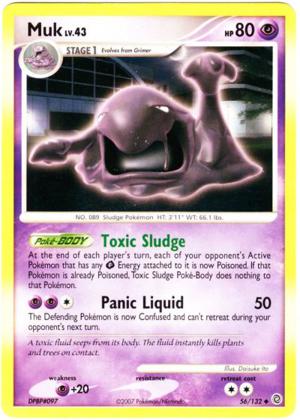 Muk LV.43
HP 80
STAGE 1 Evolves from Grimer
NO. 089 Sludge Pokémon HT: 3'11" WT: 66.1 lbs.
Poké-BODY Toxic Sludge
At the end of each player's turn, each of your opponent's Active
Pokémon that has any Energy attached to it is now Poisoned. If that
Pokémon is already Poisoned, Toxic Sludge Poké-Body does nothing
to that Pokémon.
Panic Liquid 50
The Defending Pokémon is now Confused and can't retreat during your
opponent's next turn.
A toxic fluid seeps from its body. The fluid instantly kills plants
and trees on contact.
Illus. Daisuke Ito
weakness resistance retreat cost
+20
DPBP#097 ©2007 Pokémon 56/132